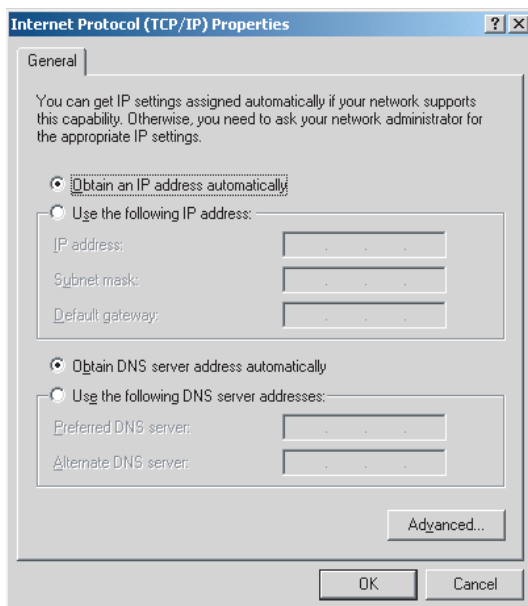 Internet Protocol (TCP/IP) Properties
General
You can get IP settings assigned automatically if your network supports
this capability. Otherwise, you need to ask your network administrator for
the appropriate IP settings.
Obtain an IP address automatically
Use the following IP address:
IP address:
Subnet mask:
Default gateway:
Obtain DNS server address automatically
Use the following DNS server addresses:
Preferred DNS server:
Alternate DNS server:
Advanced...
OK
Cancel